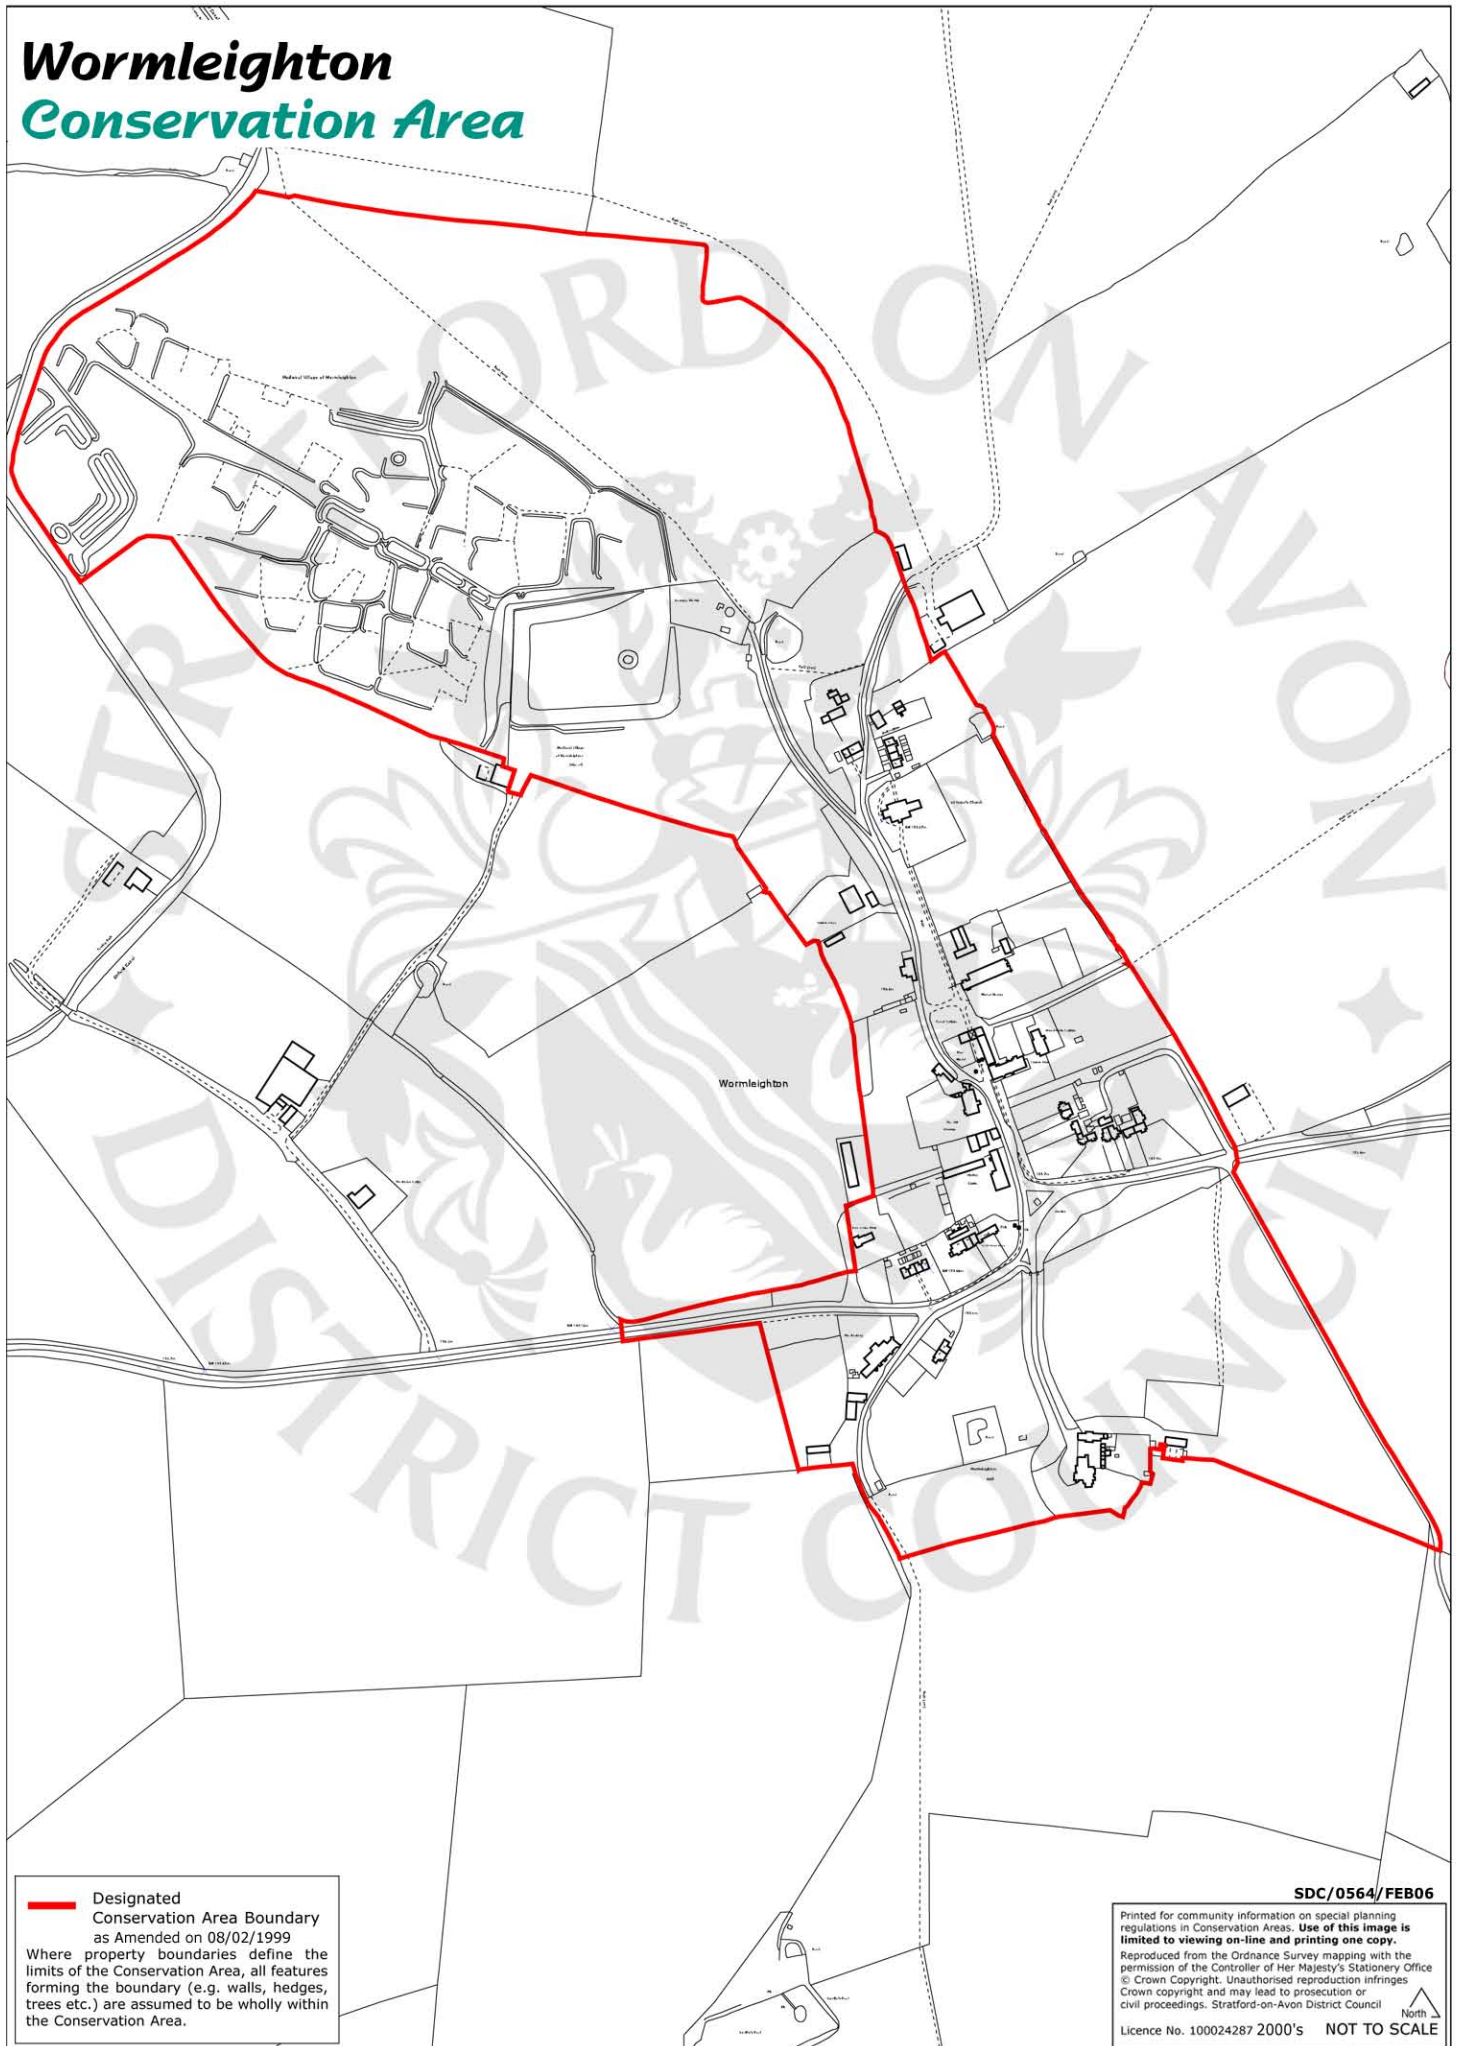 Wormleighton
Conservation Area
STRATFORD ON AVON
DISTRICT COUNCIL
Medieval Village of Wormleighton
Wormleighton
Designated
Conservation Area Boundary
as Amended on 08/02/1999
Where property boundaries define the
limits of the Conservation Area, all features
forming the boundary (e.g. walls, hedges,
trees etc.) are assumed to be wholly within
the Conservation Area.
SDC/0564/FEB06
Printed for community information on special planning
regulations in Conservation Areas. Use of this image is
limited to viewing on-line and printing one copy.
Reproduced from the Ordnance Survey mapping with the
permission of the Controller of Her Majesty's Stationery Office
© Crown Copyright. Unauthorised reproduction infringes
Crown copyright and may lead to prosecution or
civil proceedings. Stratford-on-Avon District Council
North
Licence No. 100024287 2000's NOT TO SCALE